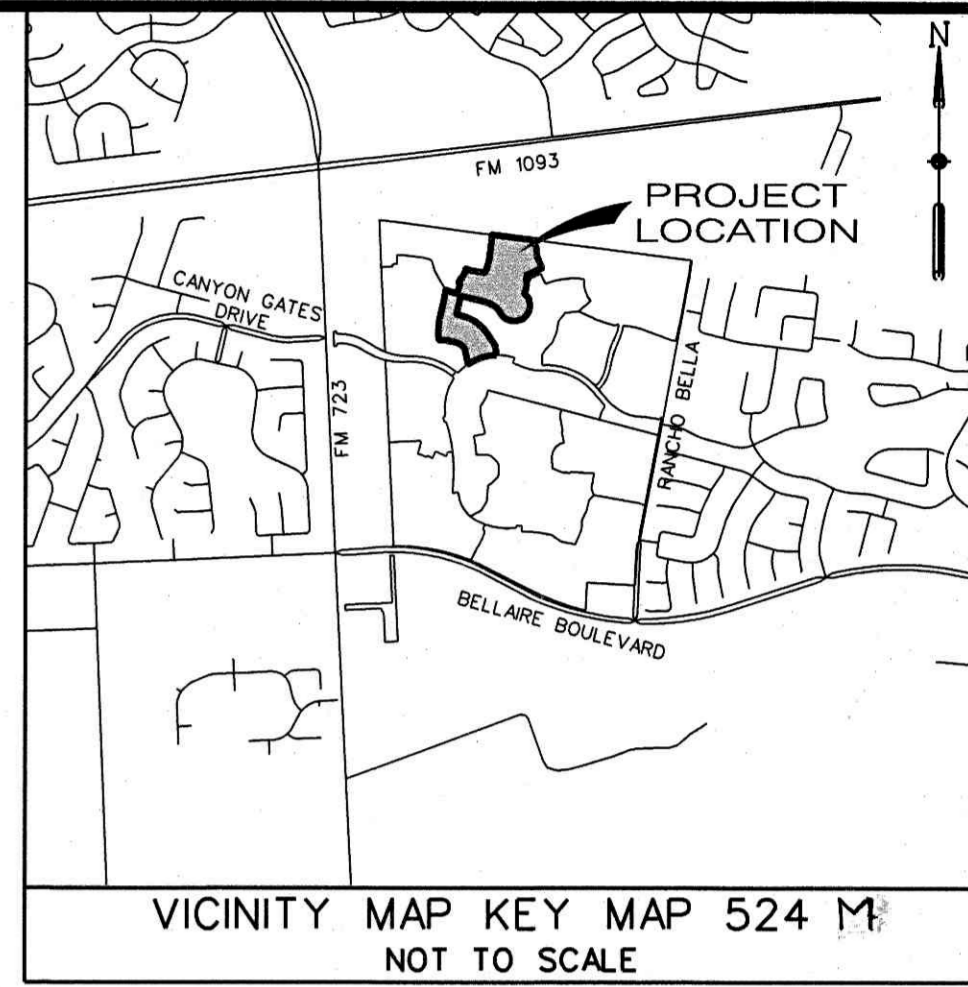 N
FM 1093
PROJECT
LOCATION
CANYON GATES
DRIVE
FM 723
RANCHO BELLA
BELLAIRE BOULEVARD
VICINITY MAP KEY MAP 524 M
NOT TO SCALE